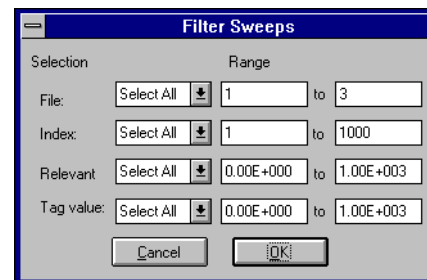 Filter Sweeps
Selection Range
File: Select All 1 to 3
Index: Select All 1 to 1000
Relevant Select All 0.00E+000 to 1.00E+003
Tag value: Select All 0.00E+000 to 1.00E+003
Cancel OK